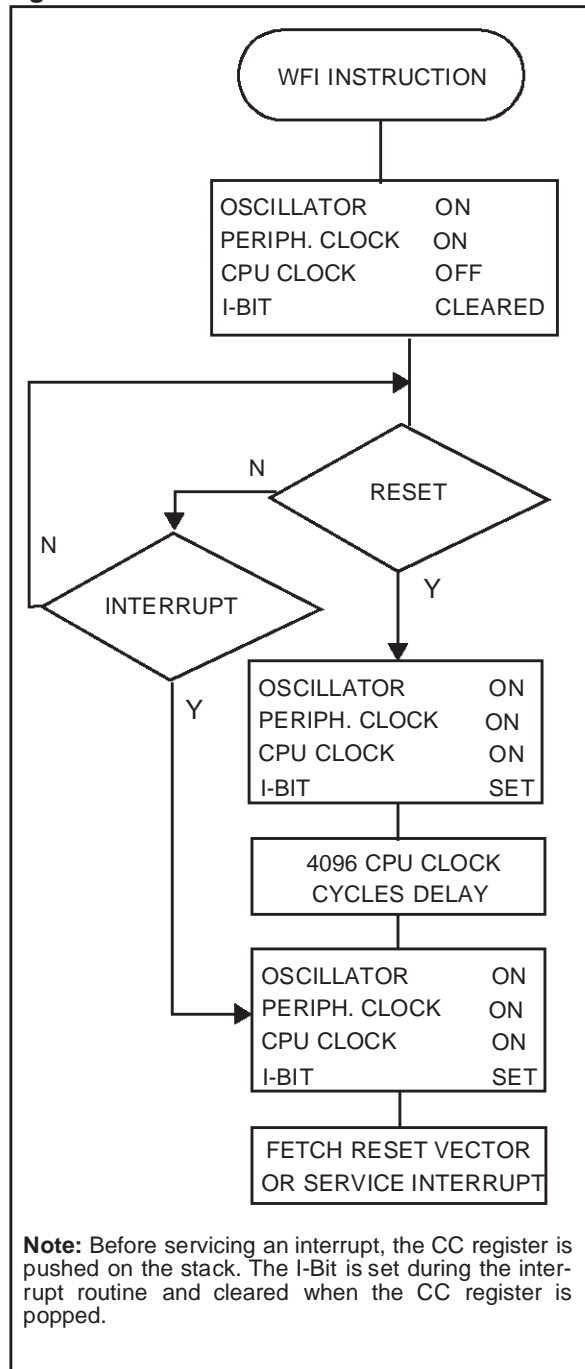 WFI INSTRUCTION
OSCILLATOR ON
PERIPH. CLOCK ON
CPU CLOCK OFF
I-BIT CLEARED
N
RESET
N
INTERRUPT
Y
Y
OSCILLATOR ON
PERIPH. CLOCK ON
CPU CLOCK ON
I-BIT SET
4096 CPU CLOCK
CYCLES DELAY
OSCILLATOR ON
PERIPH. CLOCK ON
CPU CLOCK ON
I-BIT SET
FETCH RESET VECTOR
OR SERVICE INTERRUPT
Note: Before servicing an interrupt, the CC register is
pushed on the stack. The I-Bit is set during the inter-
rupt routine and cleared when the CC register is
popped.